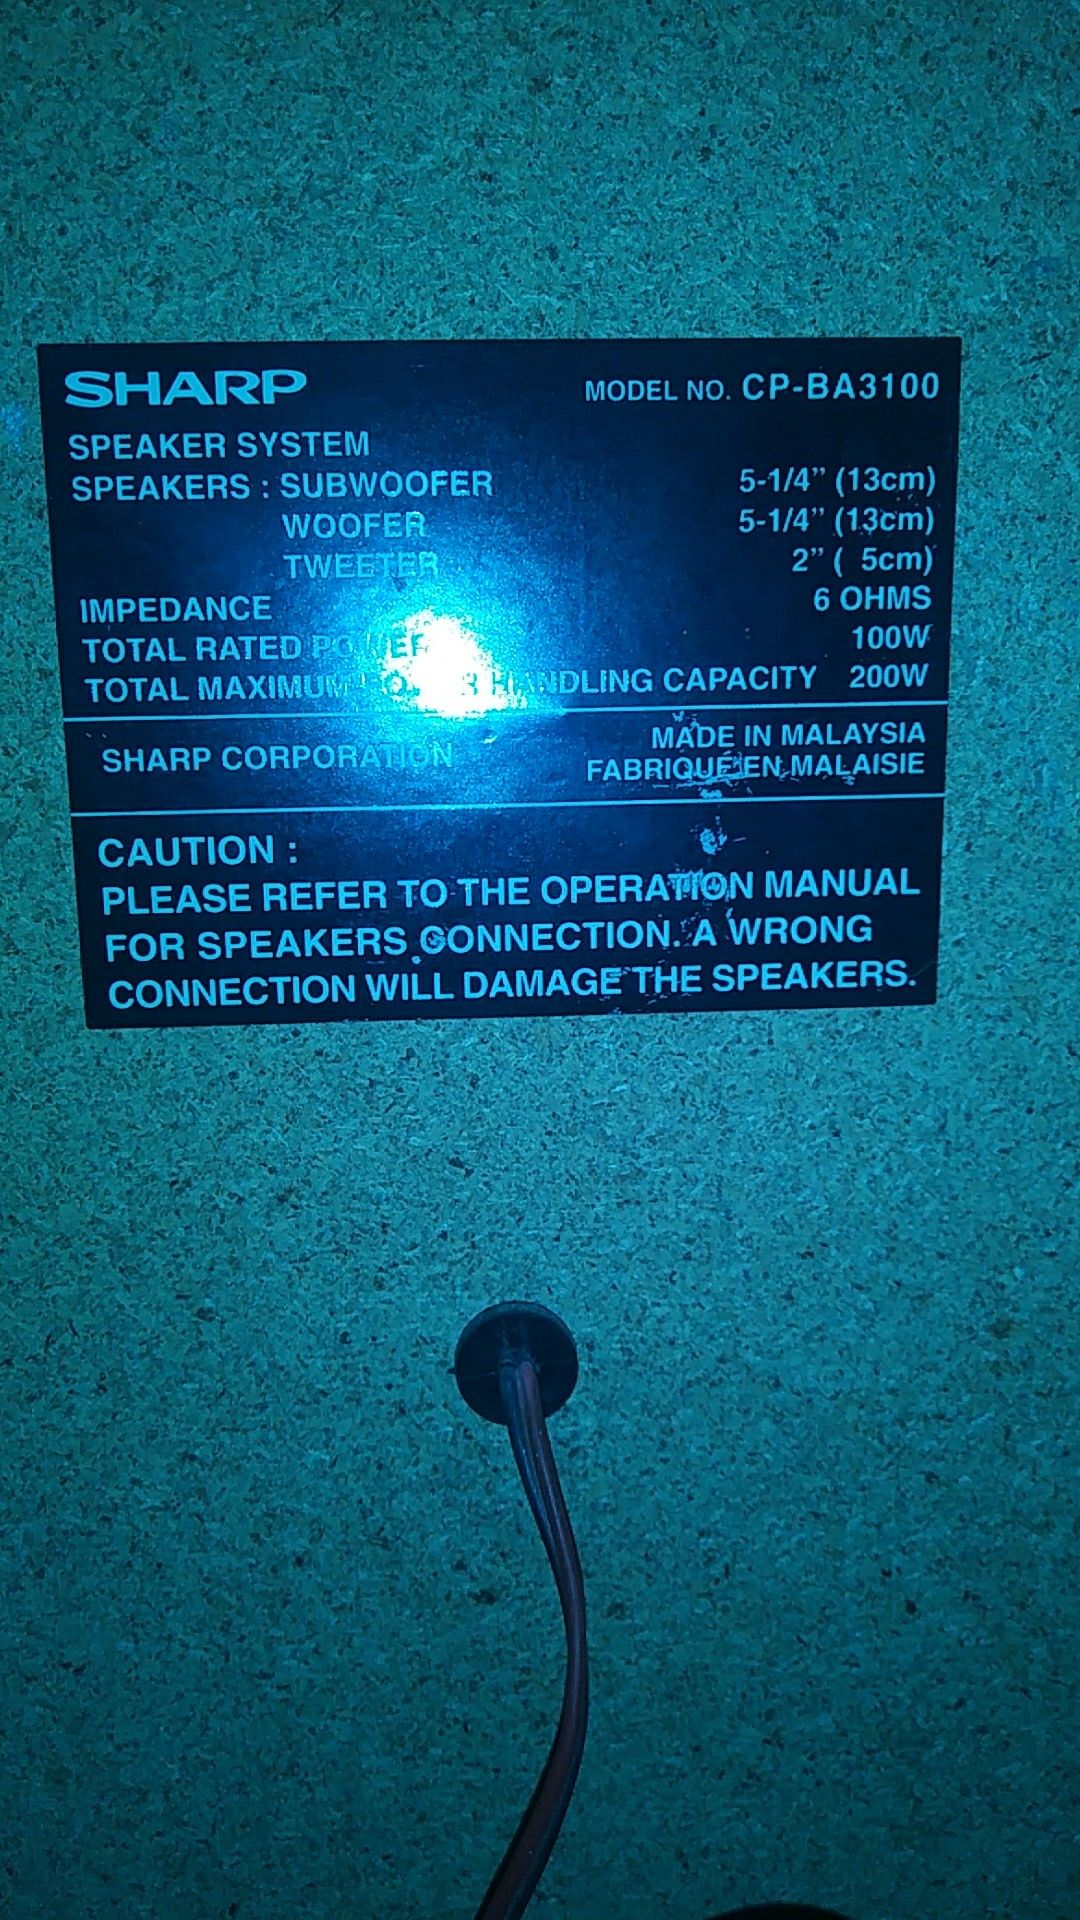 SHARP MODEL NO. CP-BA3100
SPEAKER SYSTEM
SPEAKERS : SUBWOOFER 5-1/4" (13cm)
WOOFER 5-1/4" (13cm)
TWEETER 2" ( 5cm)
IMPEDANCE 6 OHMS
TOTAL RATED POWER 100W
TOTAL MAXIMUM POWER HANDLING CAPACITY 200W
SHARP CORPORATION MADE IN MALAYSIA
FABRIQUE EN MALAISIE
CAUTION :
PLEASE REFER TO THE OPERATION MANUAL
FOR SPEAKERS CONNECTION. A WRONG
CONNECTION WILL DAMAGE THE SPEAKERS.